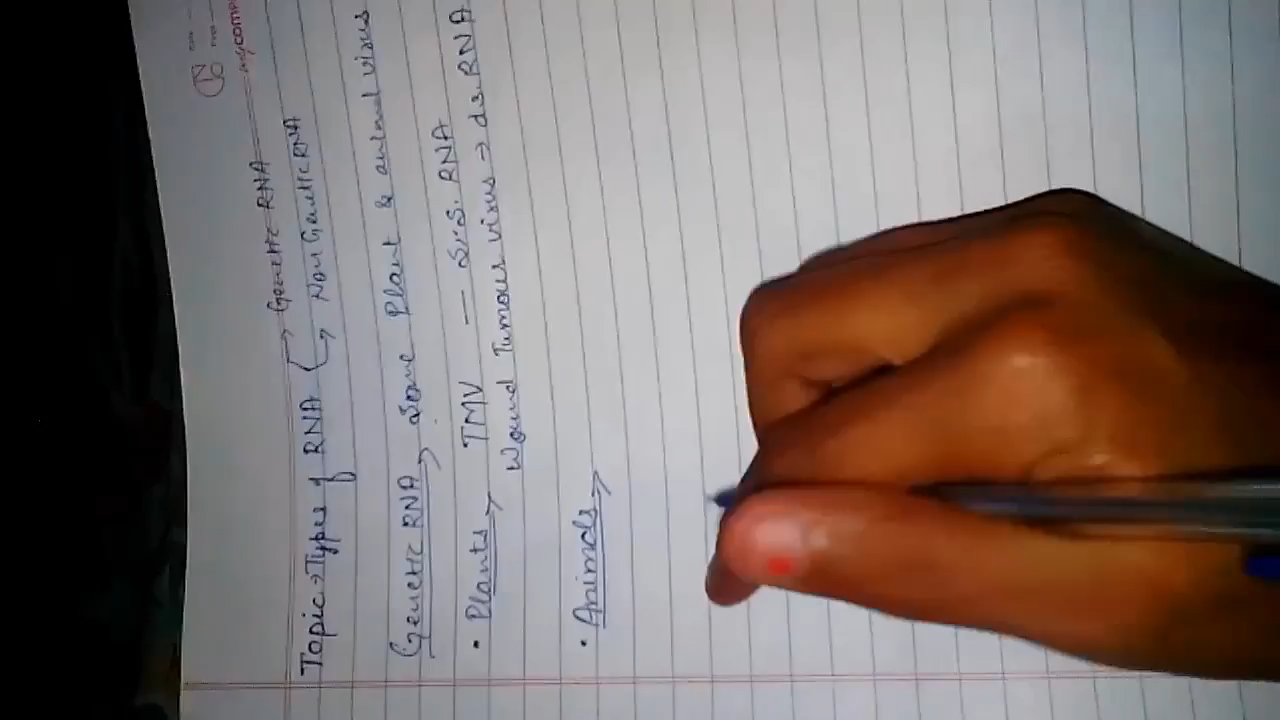 → Genetic RNA
Topic → Types of RNA
→ Non Genetic RNA
Genetic RNA → Some Plant & animal virus
• Plants → TMV — S.S. RNA
Wound Tumour virus → d.s. RNA
• Animals →